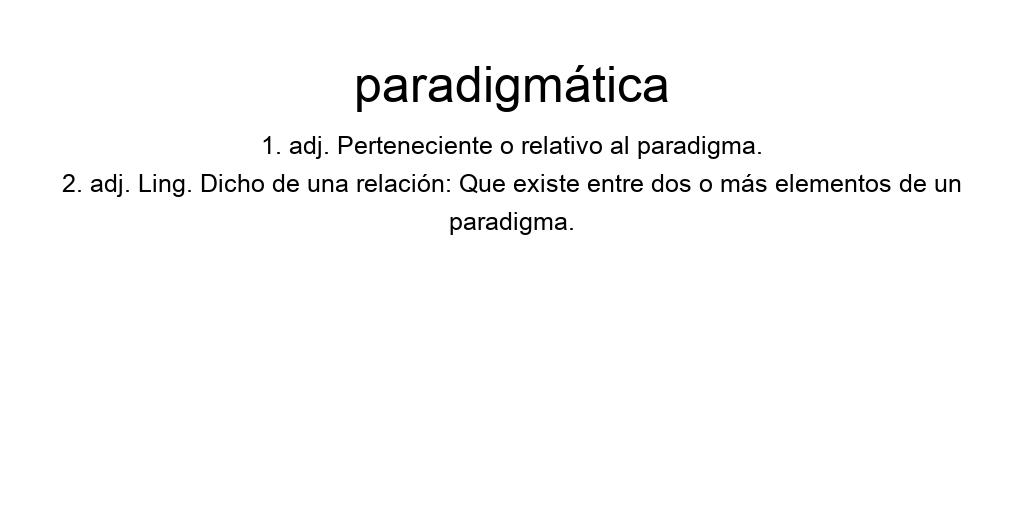 paradigmática
1. adj. Perteneciente o relativo al paradigma.
2. adj. Ling. Dicho de una relación: Que existe entre dos o más elementos de un
paradigma.